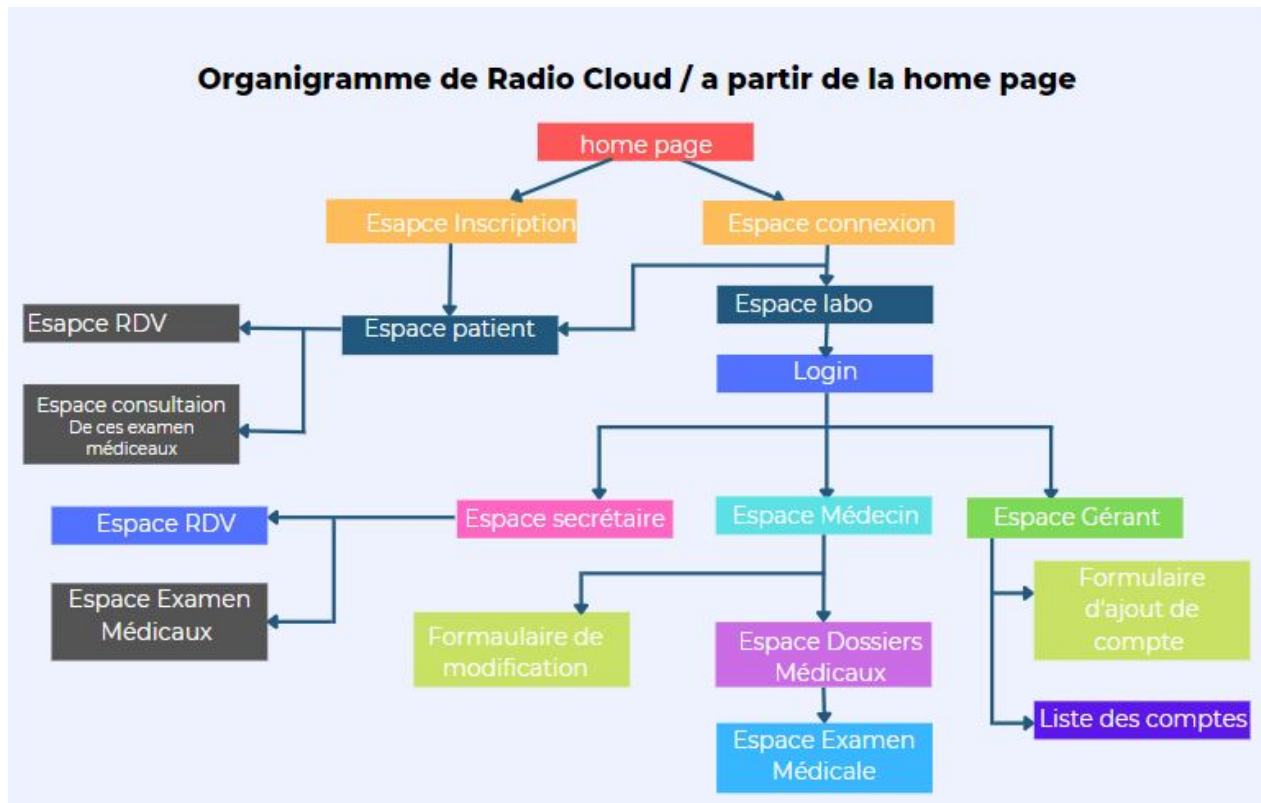 Organigramme de Radio Cloud / a partir de la home page
home page
Esapce Inscription
Espace connexion
Espace labo
Esapce RDV
Espace patient
Login
Espace consultaion
De ces examen
médiceaux
Espace RDV
Espace secrétaire
Espace Médecin
Espace Gérant
Espace Examen
Médicaux
Formaulaire de
modification
Espace Dossiers
Médicaux
Formulaire
d'ajout de
compte
Liste des comptes
Espace Examen
Médicale